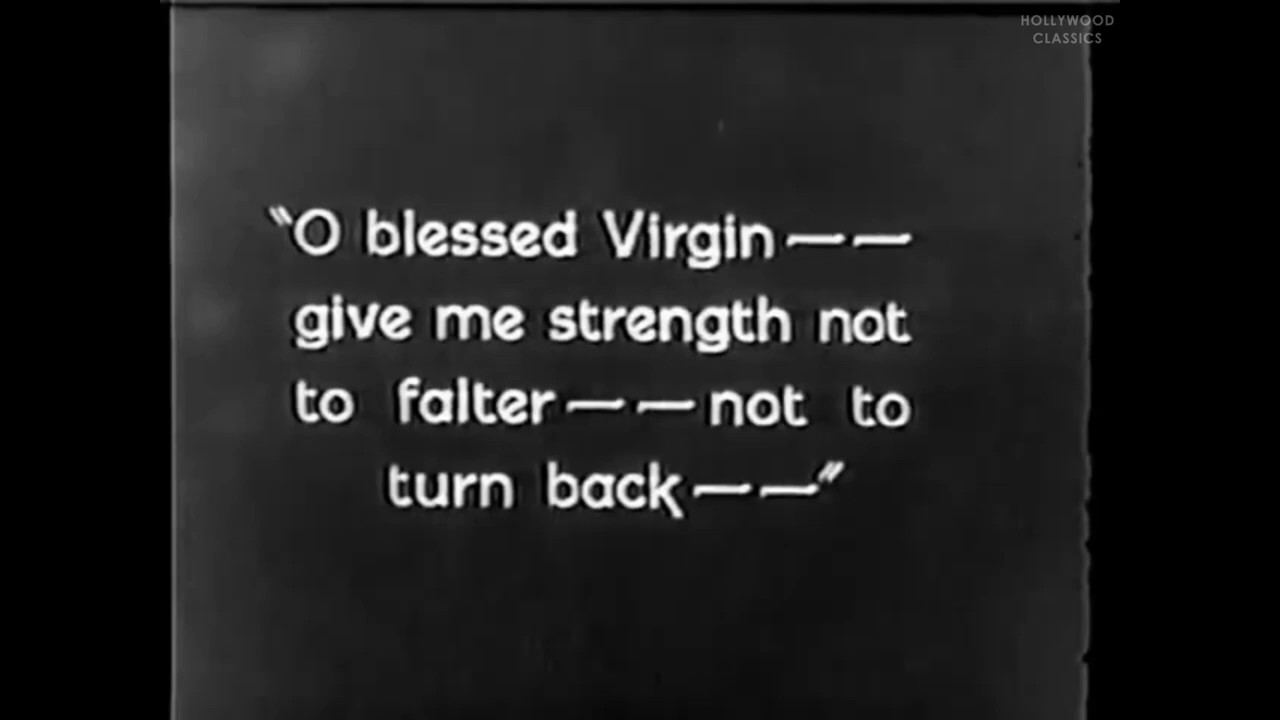 HOLLYWOOD
CLASSICS
"O blessed Virgin——
give me strength not
to falter——not to
turn back——"